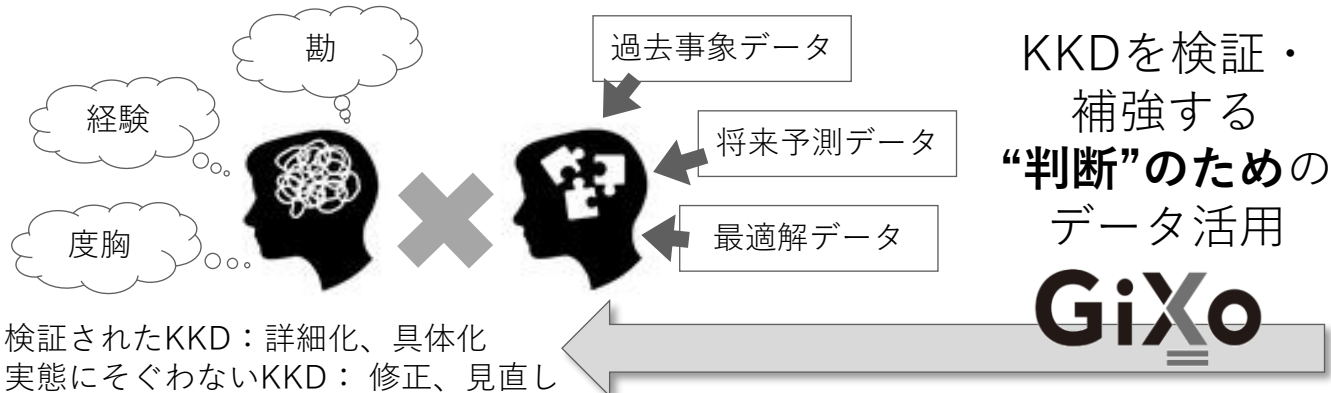 勘
経験
度胸
過去事象データ
将来予測データ
最適解データ
KKDを検証・
補強する
“判断”のための
データ活用
GiXo
検証されたKKD：詳細化、具体化
実態にそぐわないKKD： 修正、見直し